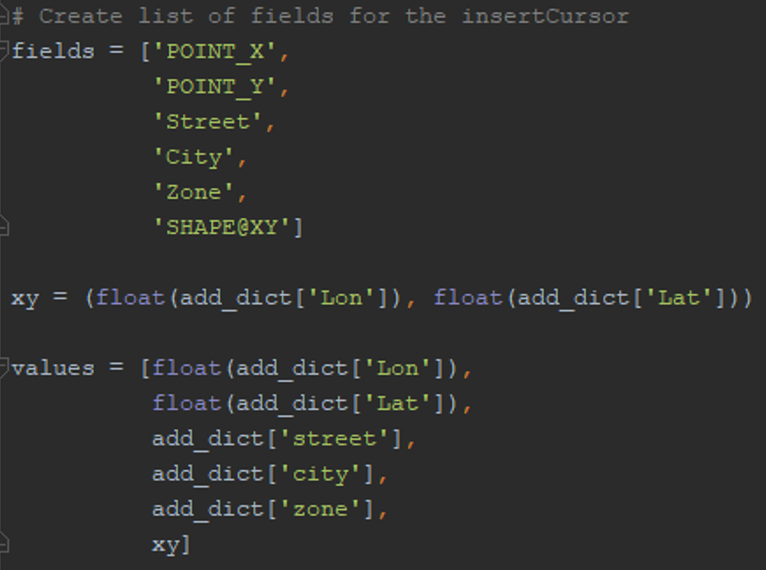 # Create list of fields for the insertCursor
fields = ['POINT_X',
'POINT_Y',
'Street',
'City',
'Zone',
'SHAPE@XY']
xy = (float(add_dict['Lon']), float(add_dict['Lat']))
values = [float(add_dict['Lon']),
float(add_dict['Lat']),
add_dict['street'],
add_dict['city'],
add_dict['zone'],
xy]